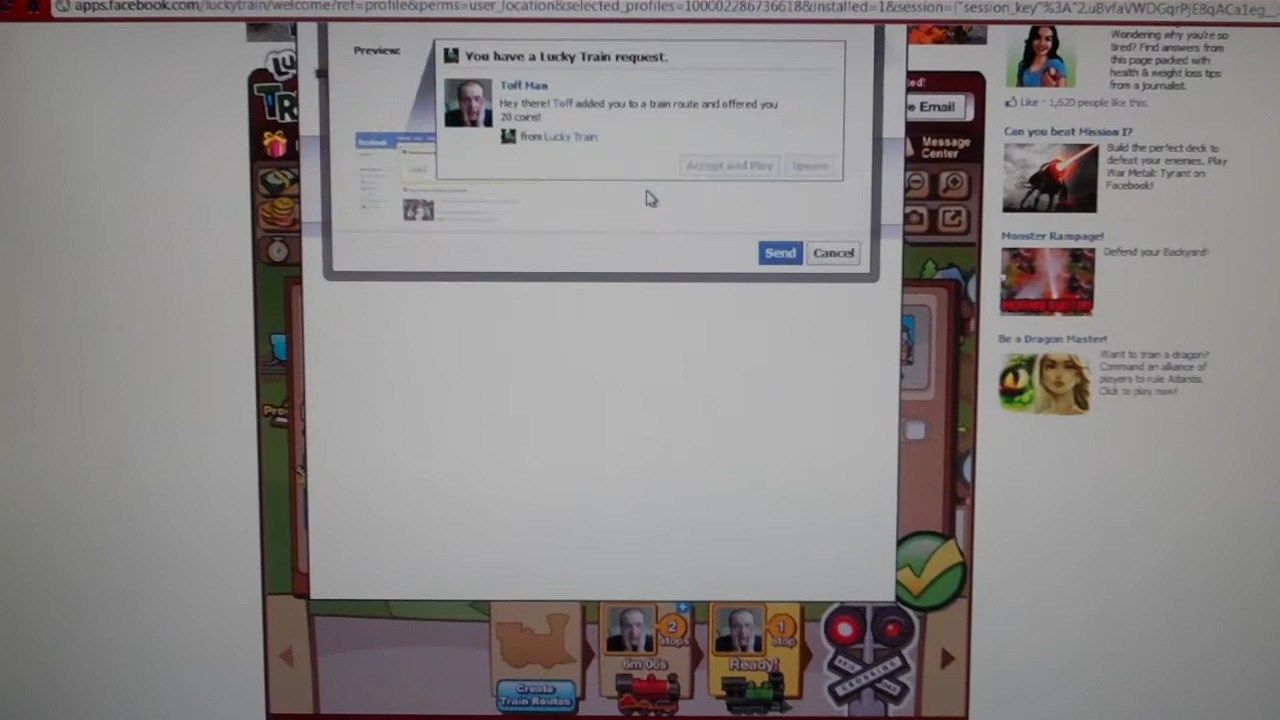 apps.facebook.com/luckytrain/welcome/?ref=profile&perms=user_location&selected_profiles=100002286736618&installed=1&session={"session_key"%3A"2.uBvfaVWDGqrPjE8qACa1eg_
Preview:
You have a Lucky Train request.
Toff Man
Hey there! Toff added you to a train route and offered you
20 coins!
from Lucky Train
Accept and Play
Ignore
Send
Cancel
Email
Message
Center
Wondering why you're so
tired? Find answers from
this page packed with
health & weight loss tips
from a journalist.
Like · 1,620 people like this.
Can you beat Mission 1?
Build the perfect deck to
defeat your enemies. Play
War Metal: Tyrant on
Facebook!
Monster Rampage!
Defend your Backyard!
Be a Dragon Master!
Want to train a dragon?
Command an alliance of
players to rule Atlantis.
Click to play now!
Create
Train Routes
2
stops
6m 06s
1
stop
Ready!
CROSSING